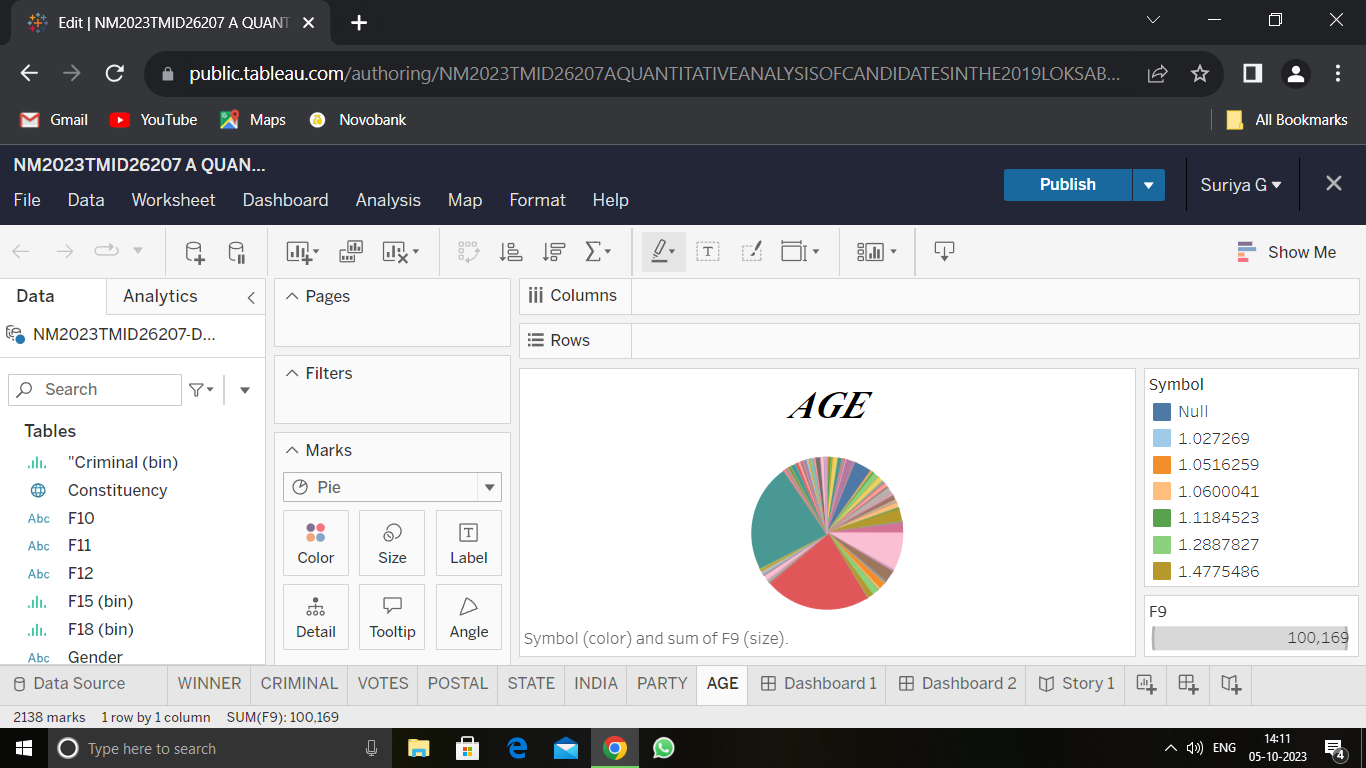 Edit | NM2023TMID26207 A QUANT
public.tableau.com/authoring/NM2023TMID26207AQUANTITATIVEANALYSISOFCANDIDATESINTHE2019LOKSAB...
Gmail YouTube Maps Novobank All Bookmarks
NM2023TMID26207 A QUAN...
File Data Worksheet Dashboard Analysis Map Format Help
Publish Suriya G
Show Me
Data Analytics
NM2023TMID26207-D...
Search
Tables
"Criminal (bin)
Constituency
Abc F10
Abc F11
Abc F12
F15 (bin)
F18 (bin)
Abc Gender
Pages
Filters
Marks
Pie
Color Size Label
Detail Tooltip Angle
Columns
Rows
AGE
Symbol (color) and sum of F9 (size).
Symbol
Null
1.027269
1.0516259
1.0600041
1.1184523
1.2887827
1.4775486
F9
100,169
Data Source WINNER CRIMINAL VOTES POSTAL STATE INDIA PARTY AGE Dashboard 1 Dashboard 2 Story 1
2138 marks 1 row by 1 column SUM(F9): 100,169
Type here to search
ENG
14:11
05-10-2023
4